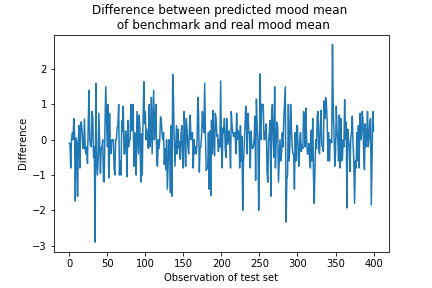 Difference between predicted mood mean
of benchmark and real mood mean
2
1
0
−1
−2
−3
Difference
0 50 100 150 200 250 300 350 400
Observation of test set